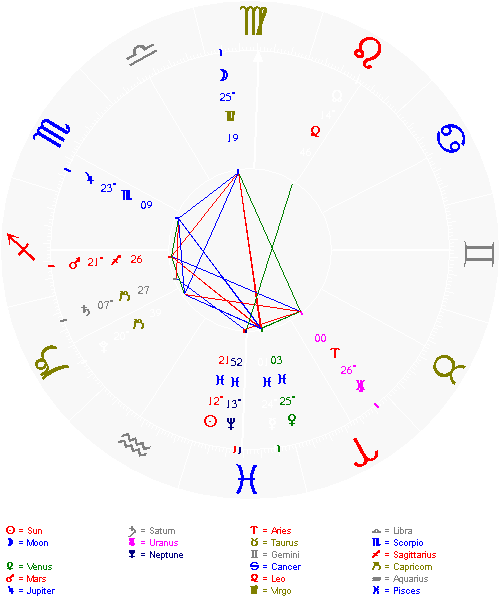 25°
19
23°
09
21°
26
07°
27
00
26°
21
52
03
12°
13°
25°
= Sun
= Moon
= Venus
= Mars
= Jupiter
= Saturn
= Uranus
= Neptune
= Aries
= Taurus
= Gemini
= Cancer
= Leo
= Virgo
= Libra
= Scorpio
= Sagittarius
= Capricorn
= Aquarius
= Pisces